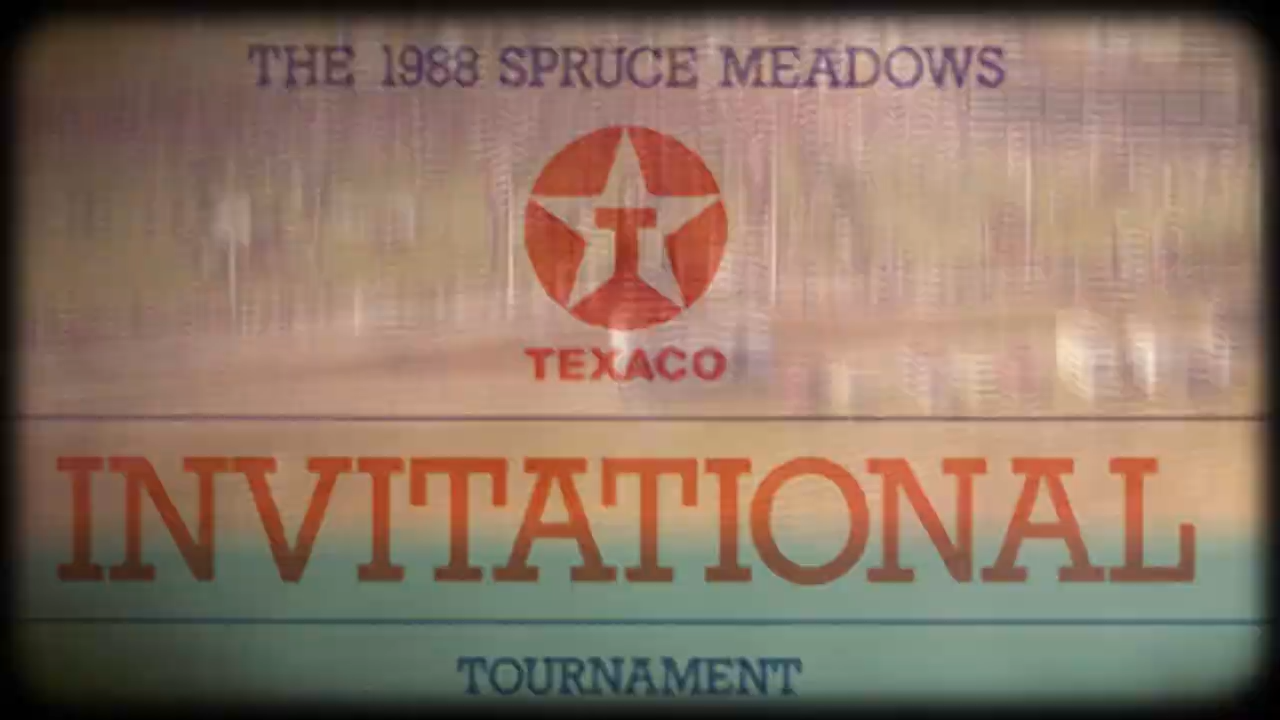 THE 1988 SPRUCE MEADOWS
T
TEXACO
INVITATIONAL
TOURNAMENT